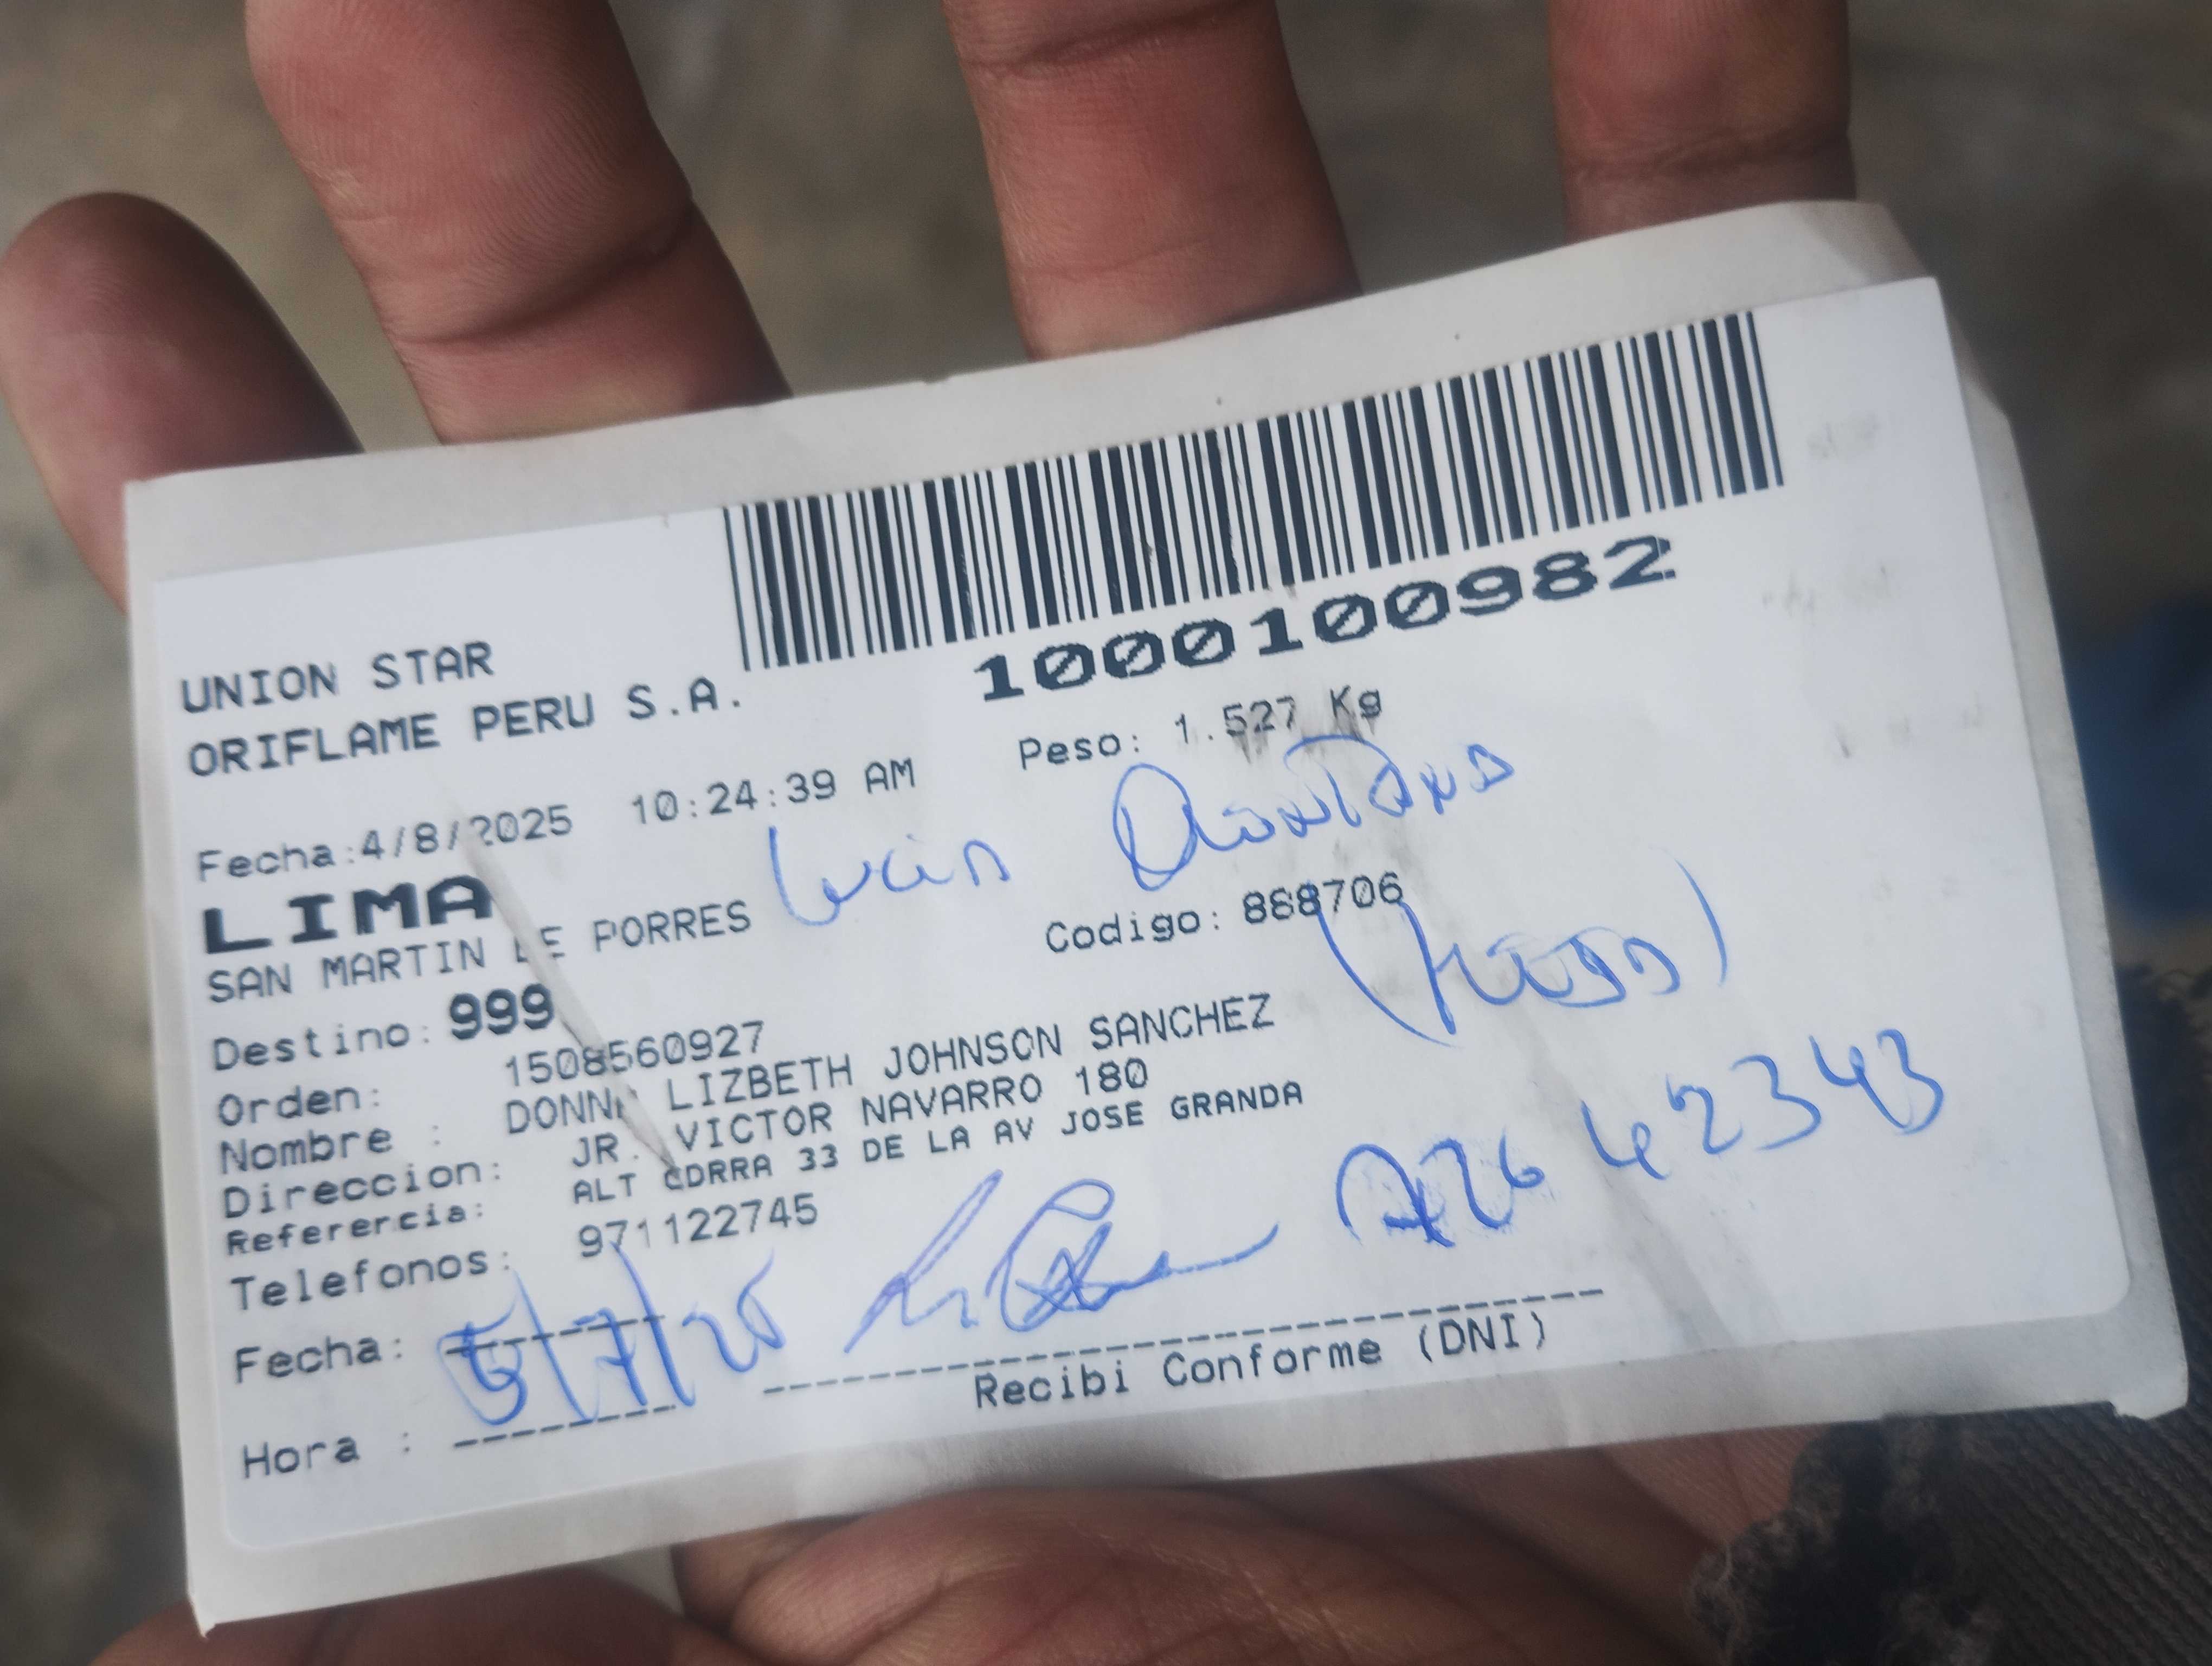 1000100982
UNION STAR
ORIFLAME PERU S.A.
Peso: 1.527 Kg
Fecha:4/8/2025 10:24:39 AM
LIMA
SAN MARTIN DE PORRES
Codigo: 868706
Destino: 999
Orden: 1508560927
Nombre : DONNA LIZBETH JOHNSON SANCHEZ
Direccion: JR. VICTOR NAVARRO 180
Referercia: ALT CDRRA 33 DE LA AV JOSE GRANDA
Telefonos: 971122745
Fecha:
Hora :
Recibi Conforme (DNI)